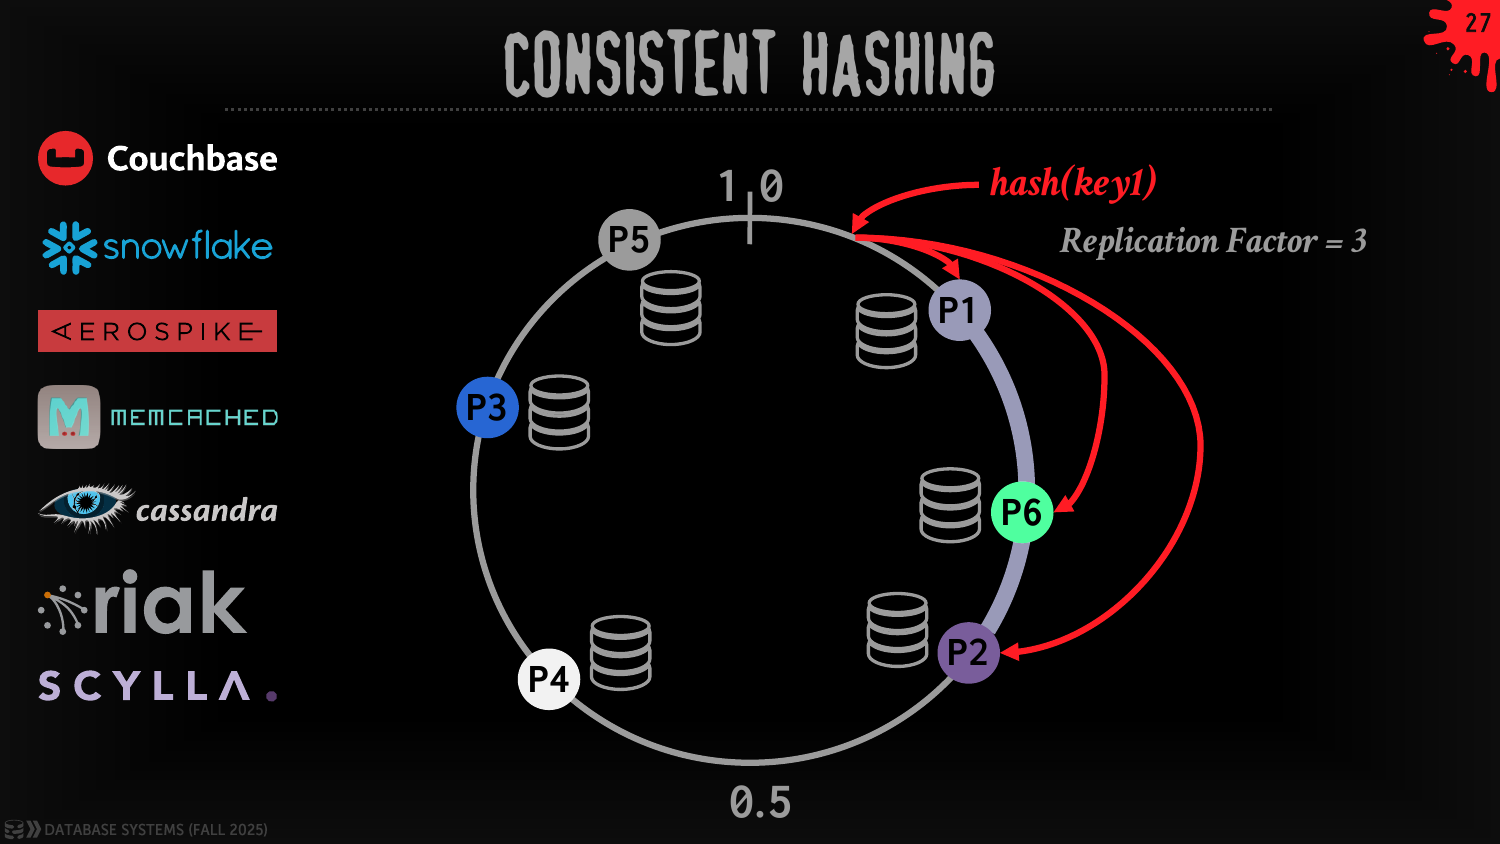 CONSISTENT HASHING
27
Couchbase
snowflake
AEROSPIKE
MEMCACHED
cassandra
riak
SCYLLA.
1.0
hash(key1)
Replication Factor = 3
P5
P1
P3
P6
P2
P4
0.5
DATABASE SYSTEMS (FALL 2025)